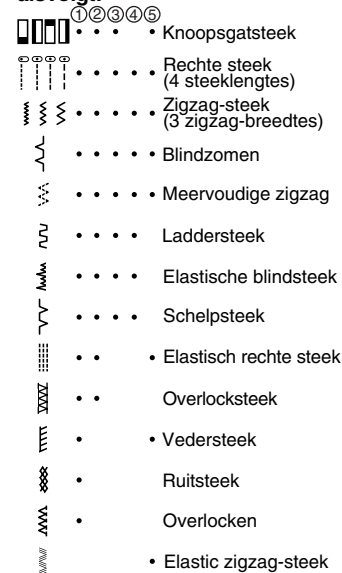 ①②③④⑤
• • • • Knoopsgatsteek
Rechte steek
• • • • • (4 steeklengtes)
Zigzag-steek
• • • • • (3 zigzag-breedtes)
• • • • • Blindzomen
• • • • • Meervoudige zigzag
• • • • Laddersteek
• • • • Elastische blindsteek
• • • • Schelpsteek
• • • Elastisch rechte steek
• • Overlocksteek
• • Vedersteek
• Ruitsteek
• Overlocken
• Elastic zigzag-steek